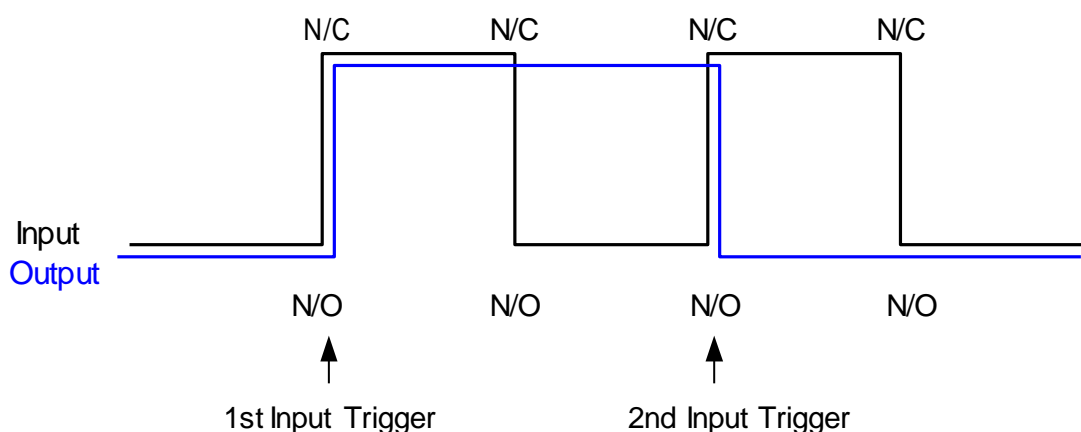 N/C N/C N/C N/C
Input
Output
N/O N/O N/O N/O
1st Input Trigger 2nd Input Trigger